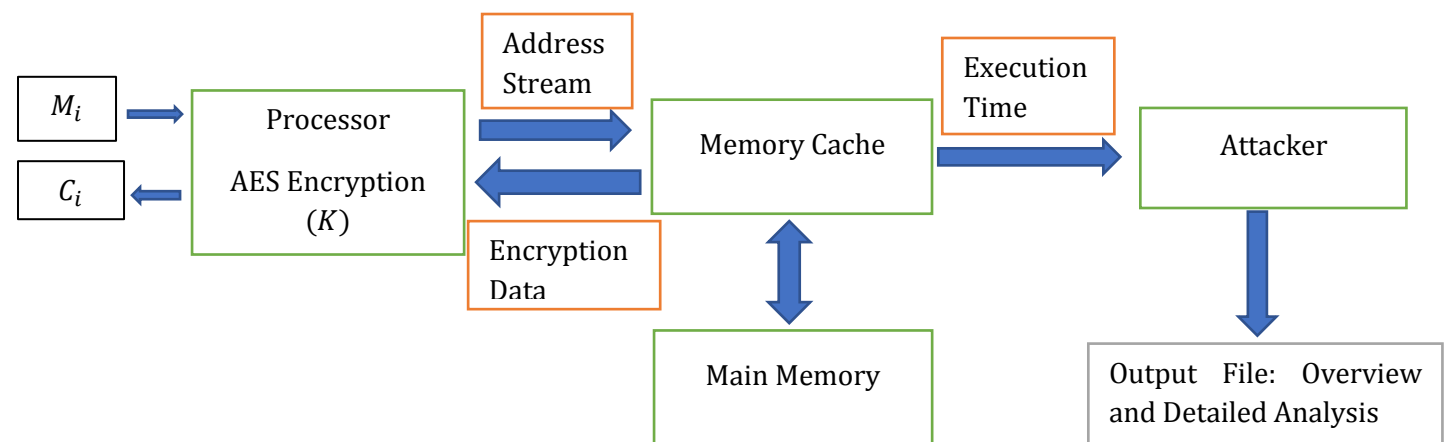 M_i
C_i
Processor
AES Encryption
(K)
Address
Stream
Encryption
Data
Memory Cache
Main Memory
Execution
Time
Attacker
Output File: Overview
and Detailed Analysis